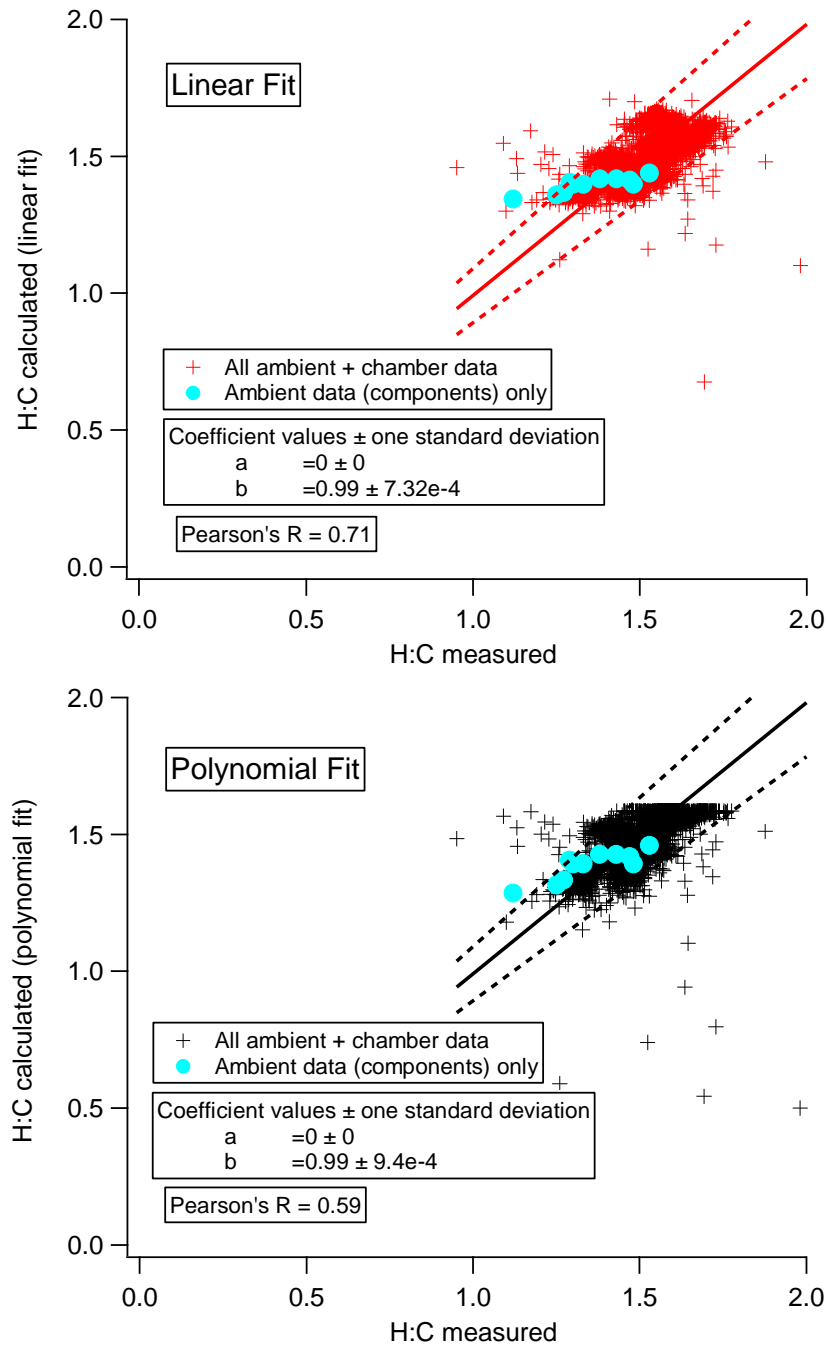 2.0
Linear Fit
1.5
H:C calculated (linear fit)
1.0
All ambient + chamber data
Ambient data (components) only
0.5
Coefficient values ± one standard deviation
a =0 ± 0
b =0.99 ± 7.32e-4
Pearson's R = 0.71
0.0
0.0 0.5 1.0 1.5 2.0
H:C measured
2.0
Polynomial Fit
1.5
H:C calculated (polynomial fit)
1.0
All ambient + chamber data
Ambient data (components) only
0.5
Coefficient values ± one standard deviation
a =0 ± 0
b =0.99 ± 9.4e-4
Pearson's R = 0.59
0.0
0.0 0.5 1.0 1.5 2.0
H:C measured